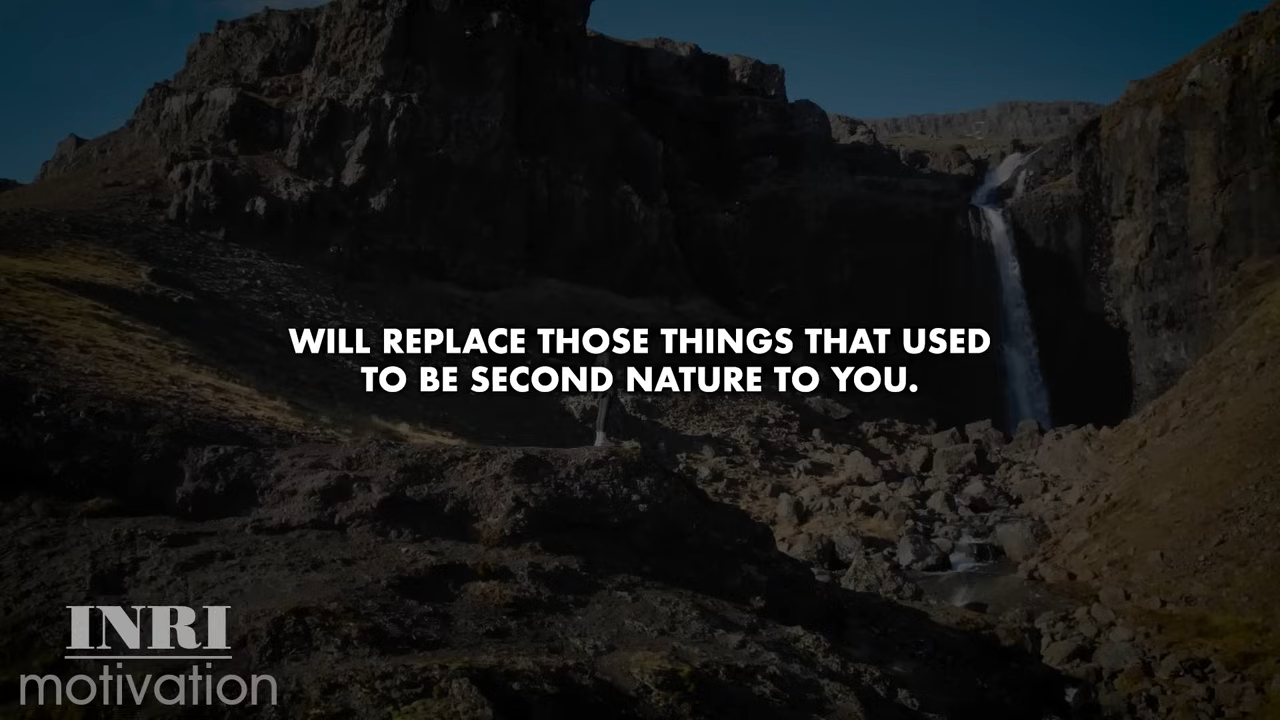 WILL REPLACE THOSE THINGS THAT USED
TO BE SECOND NATURE TO YOU.
INRI
motivation